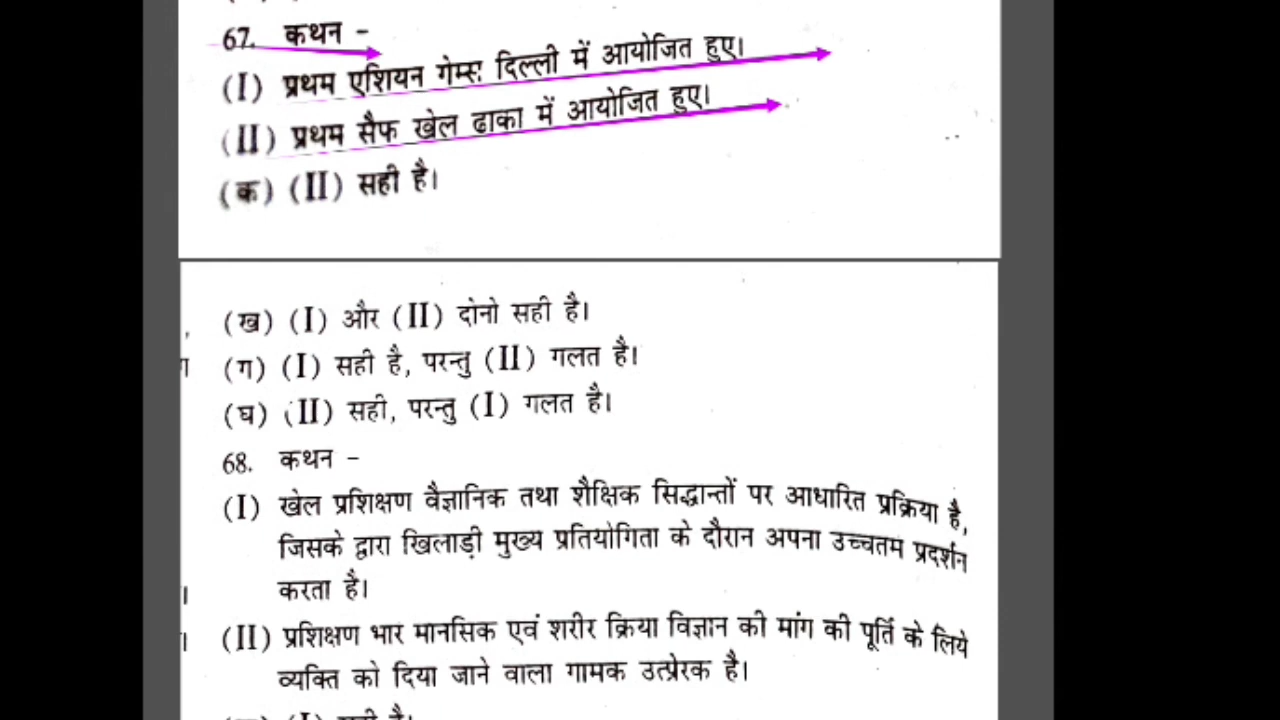 67. कथन –
(I) प्रथम एशियन गेम्स दिल्ली में आयोजित हुए।
(II) प्रथम सैफ खेल ढाका में आयोजित हुए।
(क) (II) सही है।
(ख) (I) और (II) दोनो सही है।
(ग) (I) सही है, परन्तु (II) गलत है।
(घ) (II) सही, परन्तु (I) गलत है।
68. कथन –
(I) खेल प्रशिक्षण वैज्ञानिक तथा शैक्षिक सिद्धान्तों पर आधारित प्रक्रिया है,
जिसके द्वारा खिलाड़ी मुख्य प्रतियोगिता के दौरान अपना उच्चतम प्रदर्शन
करता है।
(II) प्रशिक्षण भार मानसिक एवं शरीर क्रिया विज्ञान की मांग की पूर्ति के लिये
व्यक्ति को दिया जाने वाला गामक उत्प्रेरक है।
(I) सही है।